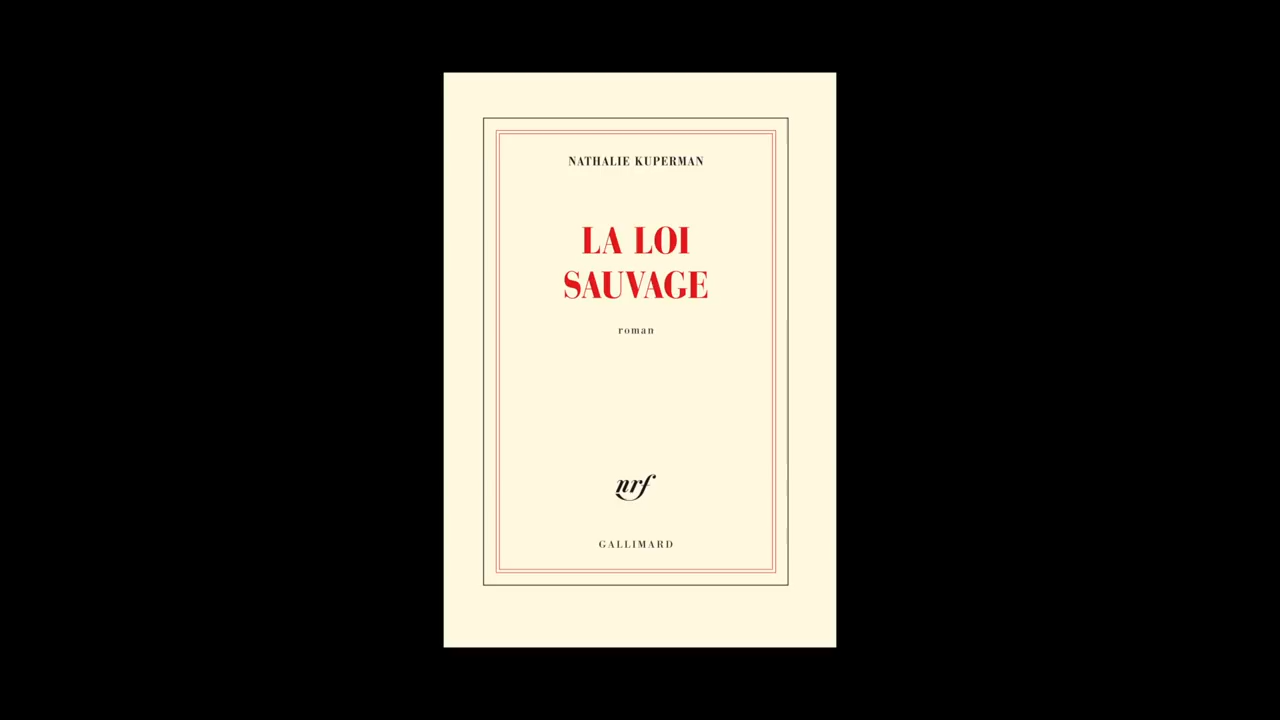 NATHALIE KUPERMAN
LA LOI
SAUVAGE
roman
nrf
GALLIMARD